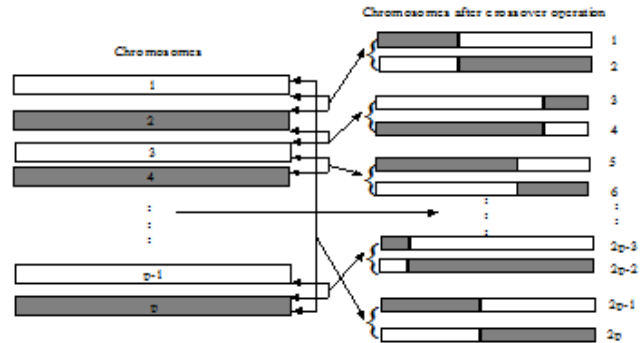 Chromosomes after crossover operation
Chromosomes
1
2
3
4
p-1
p
1
2
3
4
5
6
2p-3
2p-2
2p-1
2p